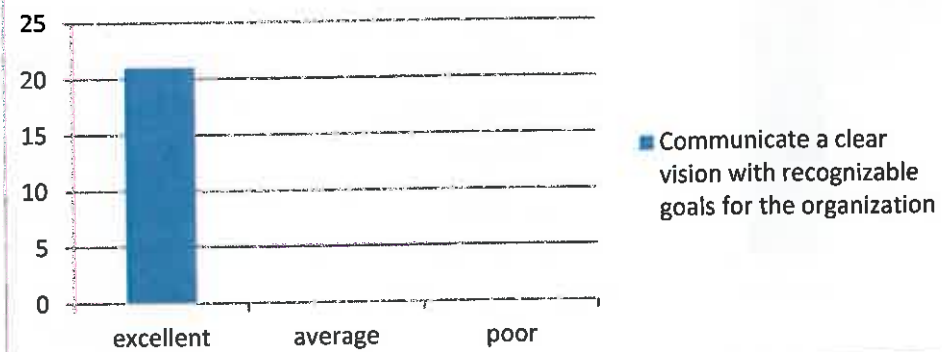 25
20
15
10
5
0
excellent average poor
Communicate a clear
vision with recognizable
goals for the organization